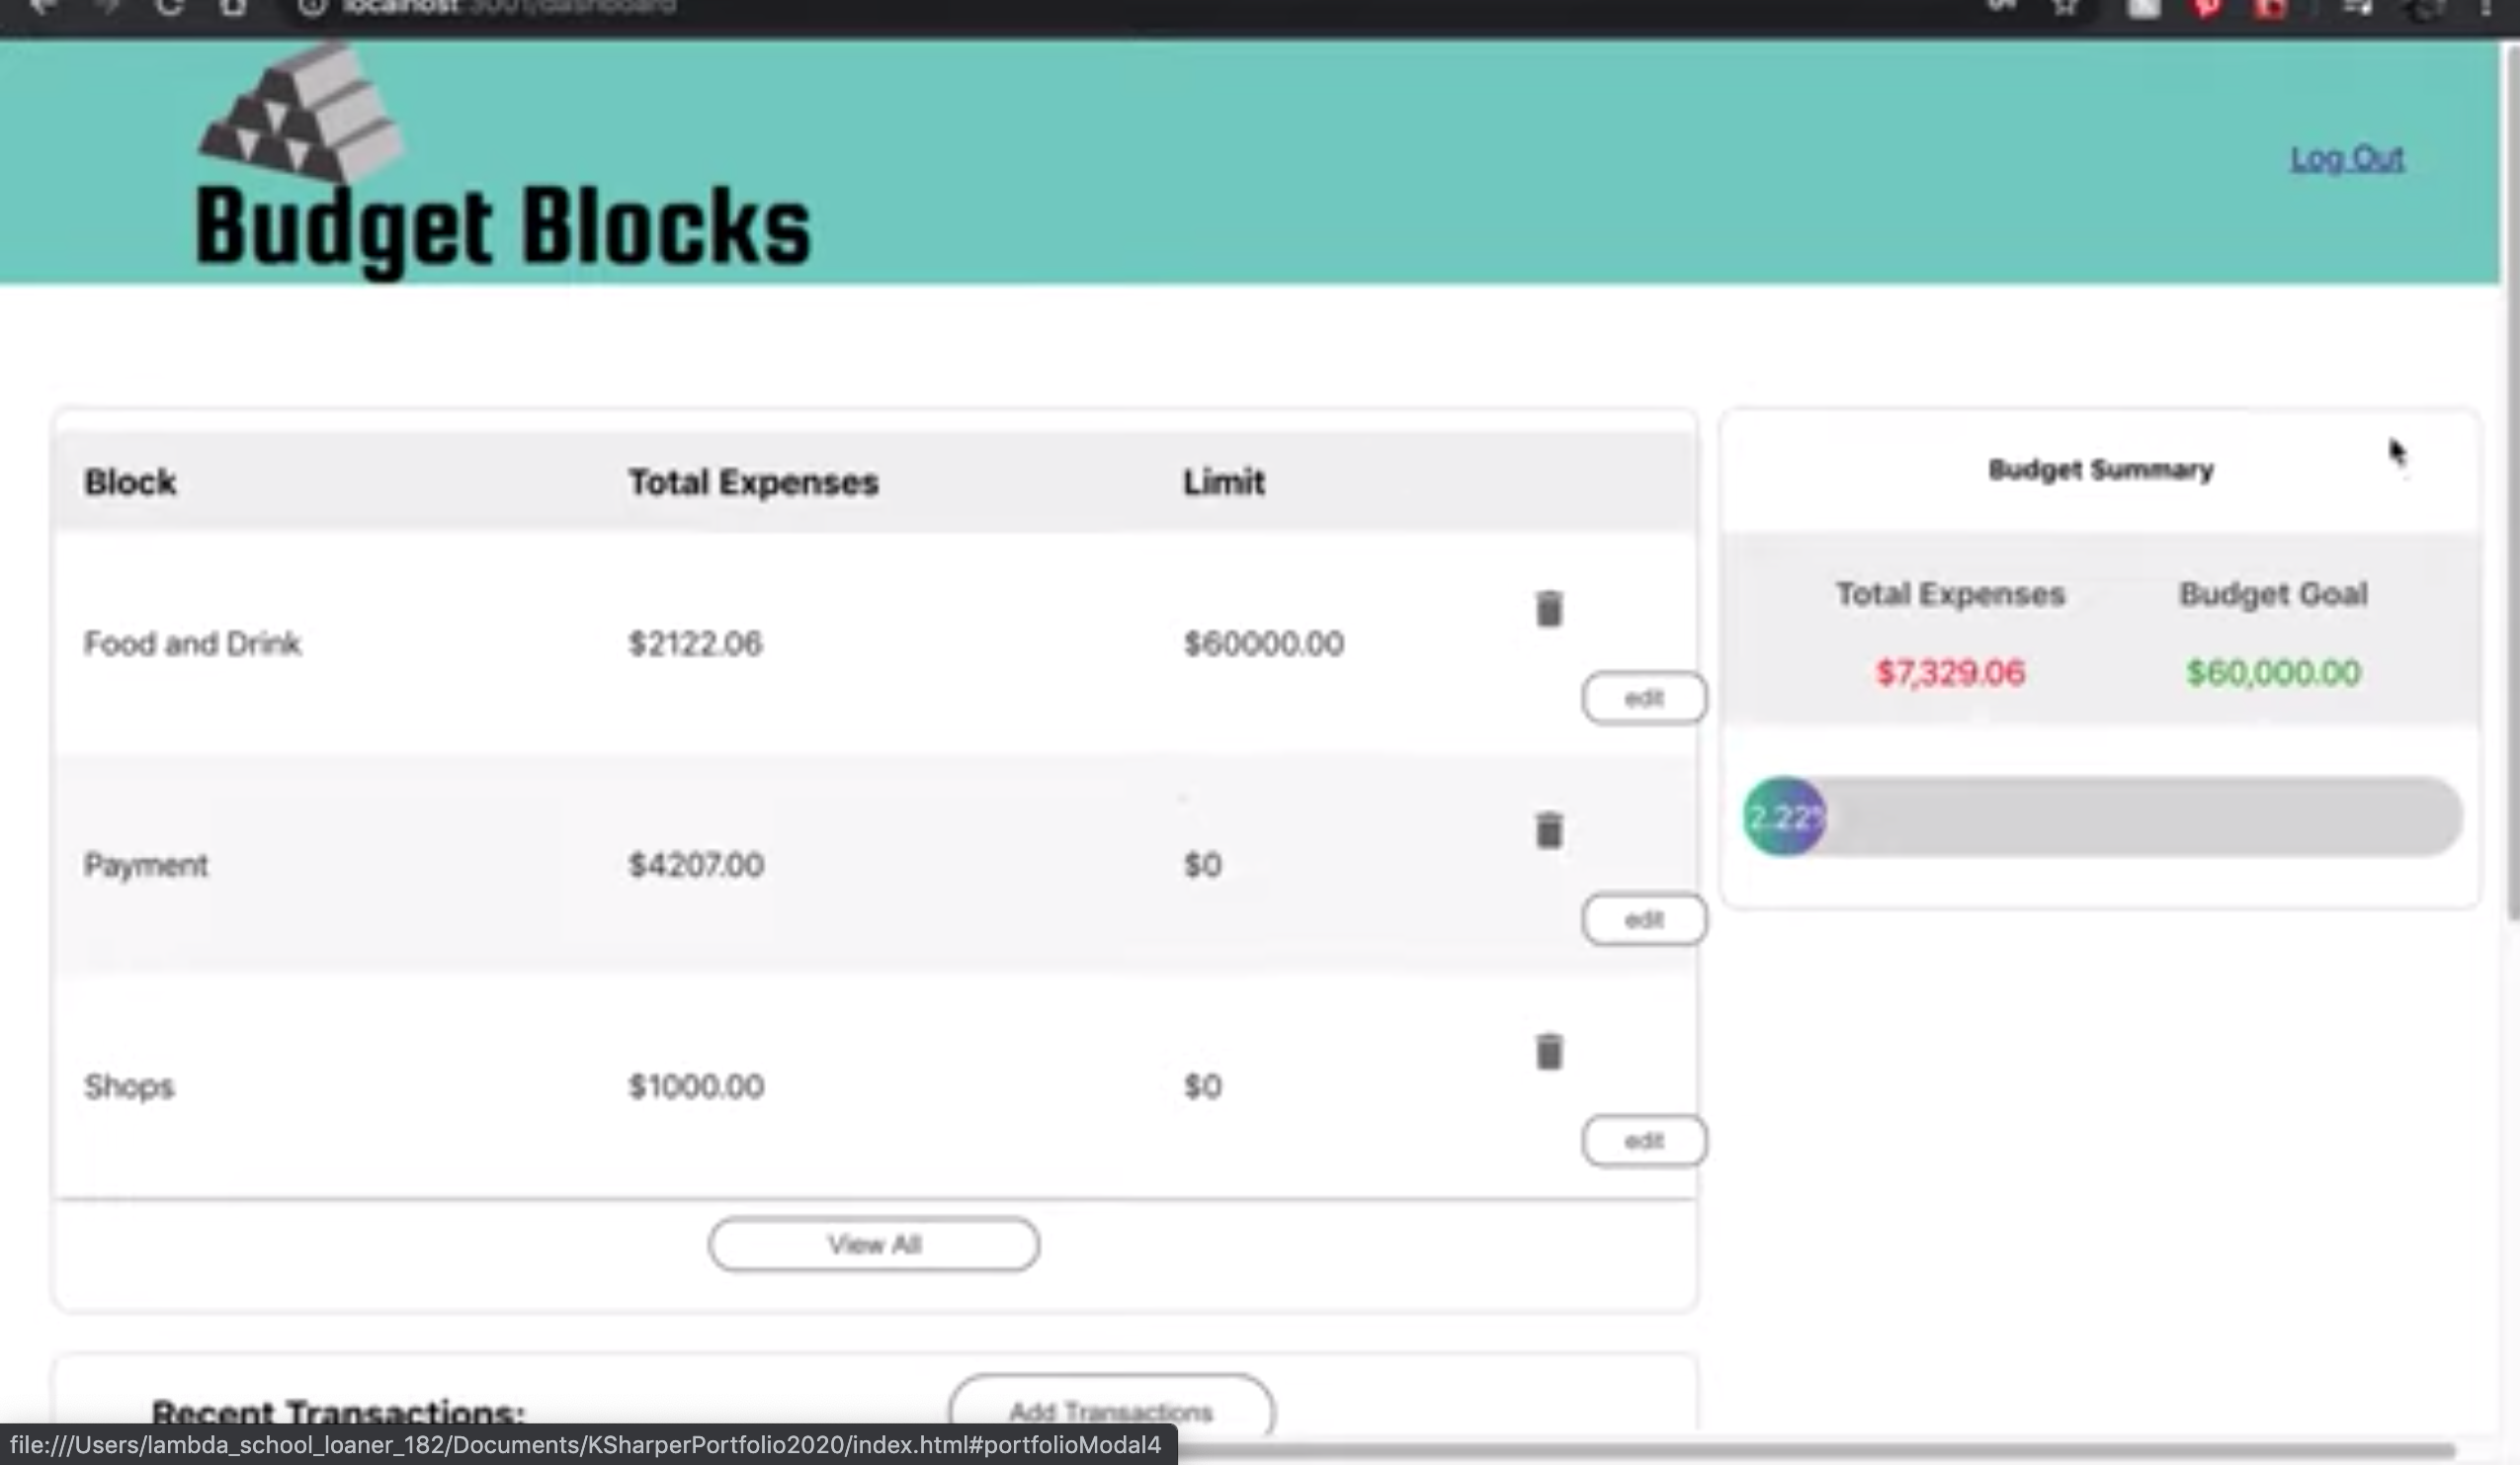 localhost:3001/dashboard
Budget Blocks
Log Out
Block Total Expenses Limit
Food and Drink $2122.06 $60000.00
edit
Payment $4207.00 $0
edit
Shops $1000.00 $0
edit
View All
Budget Summary
Total Expenses Budget Goal
$7,329.06 $60,000.00
2.22%
Recent Transactions: Add Transactions
file:///Users/lambda_school_loaner_182/Documents/KSharperPortfolio2020/index.html#portfolioModal4